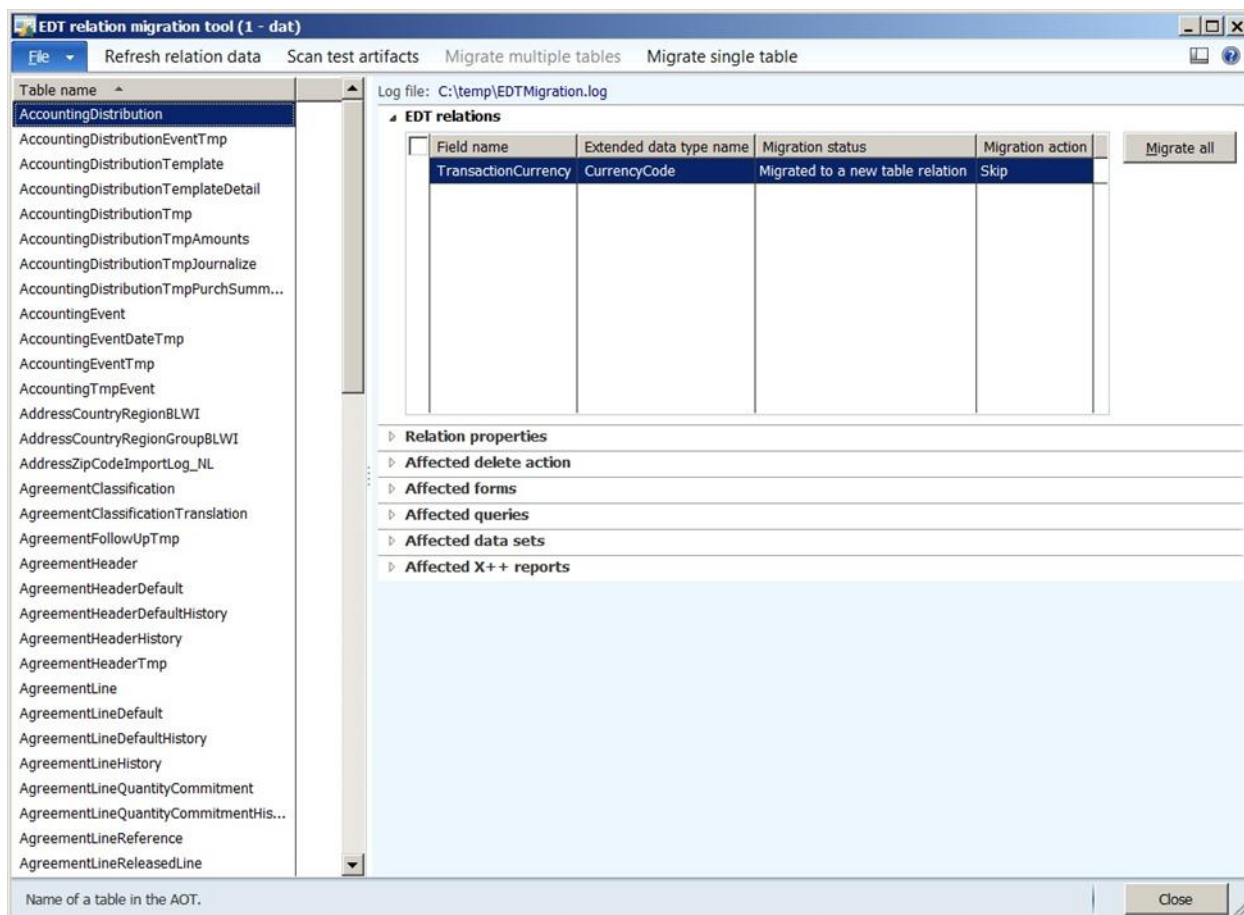 EDT relation migration tool (1 - dat)
File Refresh relation data Scan test artifacts Migrate multiple tables Migrate single table
Table name
AccountingDistribution
AccountingDistributionEventTmp
AccountingDistributionTemplate
AccountingDistributionTemplateDetail
AccountingDistributionTmp
AccountingDistributionTmpAmounts
AccountingDistributionTmpJournalize
AccountingDistributionTmpPurchSumm...
AccountingEvent
AccountingEventDateTmp
AccountingEventTmp
AccountingTmpEvent
AddressCountryRegionBLWI
AddressCountryRegionGroupBLWI
AddressZipCodeImportLog_NL
AgreementClassification
AgreementClassificationTranslation
AgreementFollowUpTmp
AgreementHeader
AgreementHeaderDefault
AgreementHeaderDefaultHistory
AgreementHeaderHistory
AgreementHeaderTmp
AgreementLine
AgreementLineDefault
AgreementLineDefaultHistory
AgreementLineHistory
AgreementLineQuantityCommitment
AgreementLineQuantityCommitmentHis...
AgreementLineReference
AgreementLineReleasedLine
Log file: C:\temp\EDTMigration.log
EDT relations
Field name Extended data type name Migration status Migration action
TransactionCurrency CurrencyCode Migrated to a new table relation Skip
Migrate all
Relation properties
Affected delete action
Affected forms
Affected queries
Affected data sets
Affected X++ reports
Name of a table in the AOT.
Close